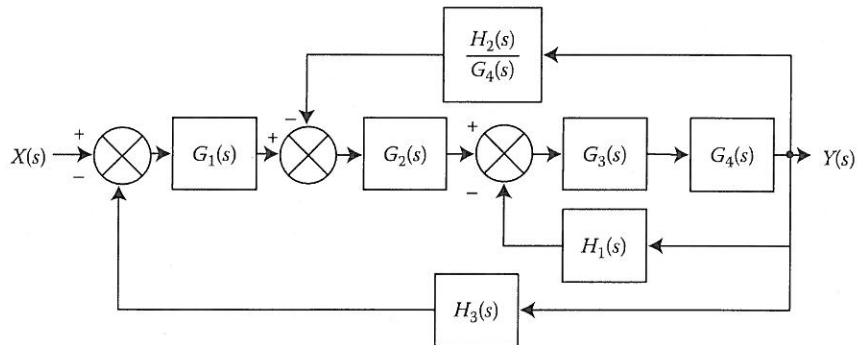 H2(s)
G4(s)
−
+ + +
X(s) G1(s) G2(s) G3(s) G4(s) Y(s)
− −
H1(s)
H3(s)